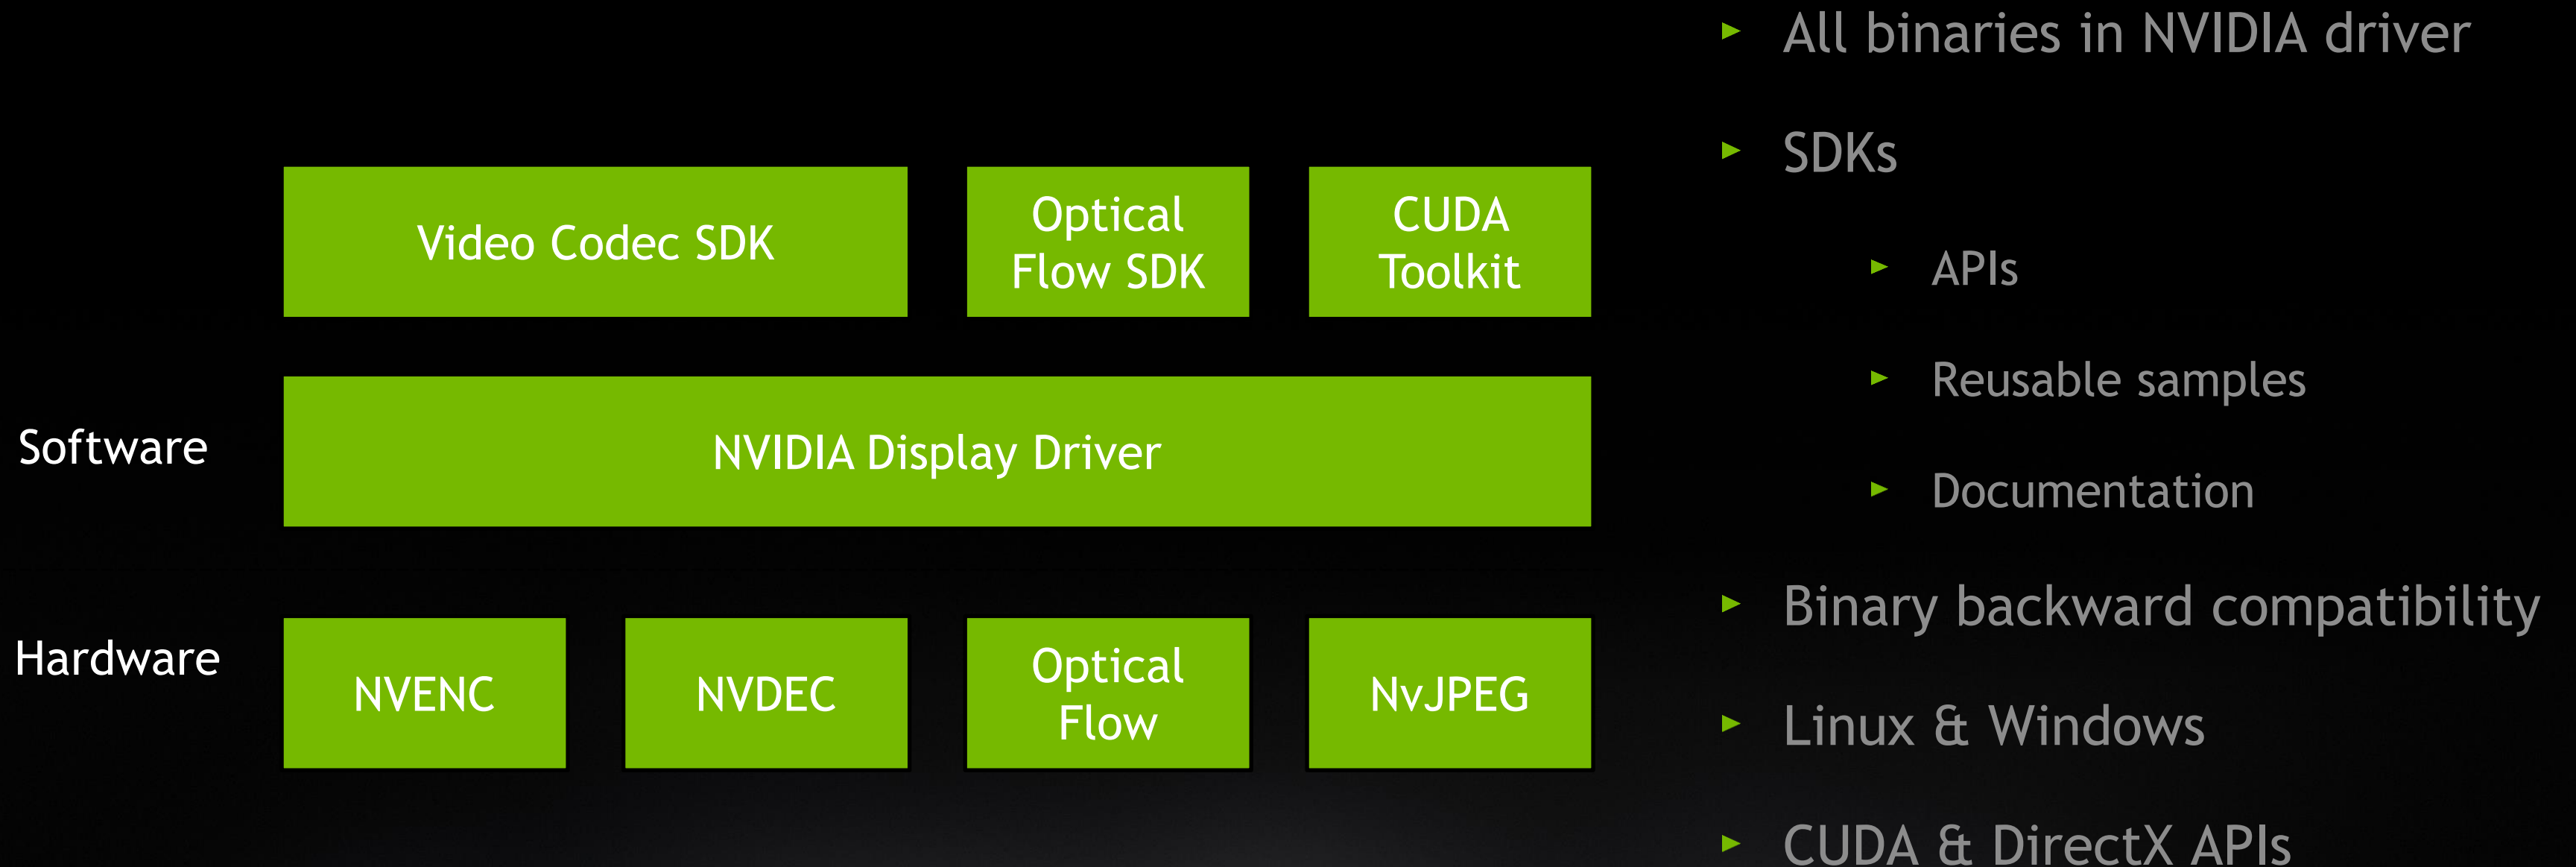 Video Codec SDK
Optical
Flow SDK
CUDA
Toolkit
Software
NVIDIA Display Driver
Hardware
NVENC
NVDEC
Optical
Flow
NvJPEG
All binaries in NVIDIA driver
SDKs
APIs
Reusable samples
Documentation
Binary backward compatibility
Linux & Windows
CUDA & DirectX APIs